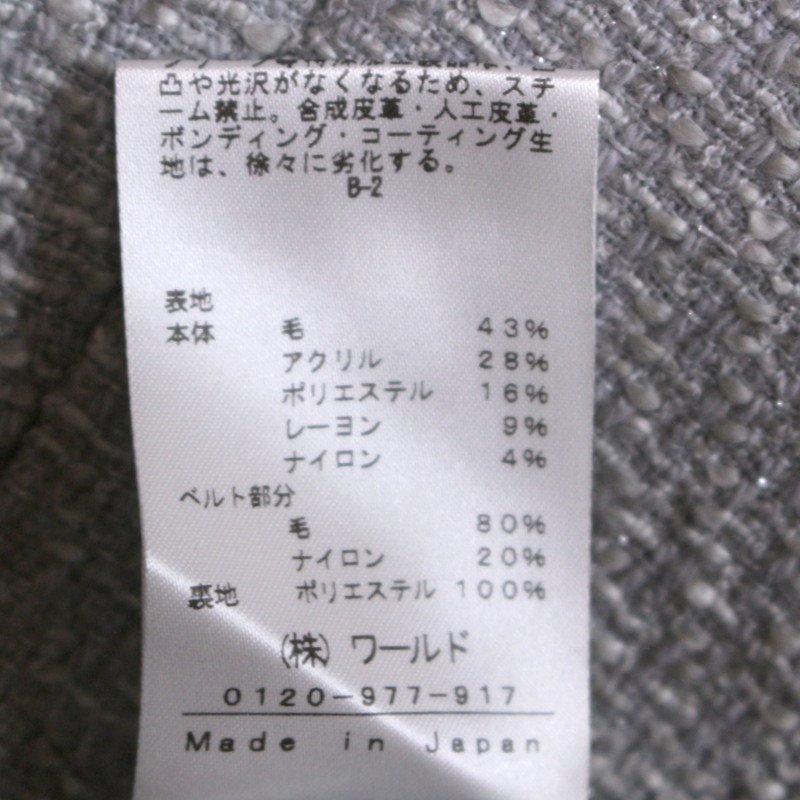 凸や光沢がなくなるため、スチ
ーム禁止。合成皮革・人工皮革・
ボンディング・コーティング生
地は、徐々に劣化する。
B-2
表地
本体 毛 43%
アクリル 28%
ポリエステル 16%
レーヨン 9%
ナイロン 4%
ベルト部分
毛 80%
ナイロン 20%
裏地 ポリエステル 100%
(株) ワールド
0120-977-917
Made in Japan